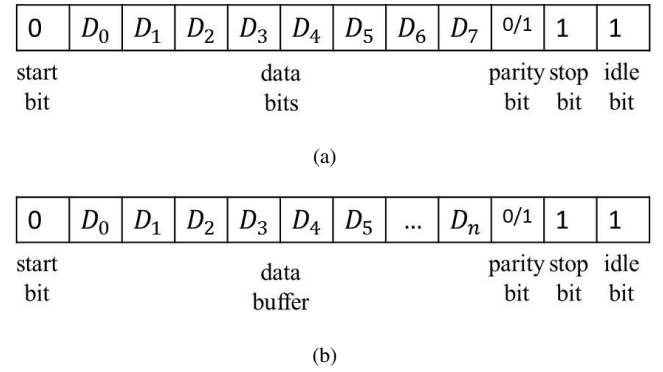 0 D₀ D₁ D₂ D₃ D₄ D₅ D₆ D₇ 0/1 1 1
start data parity stop idle
bit bits bit bit bit
(a)
0 D₀ D₁ D₂ D₃ D₄ D₅ ... Dₙ 0/1 1 1
start data parity stop idle
bit buffer bit bit bit
(b)